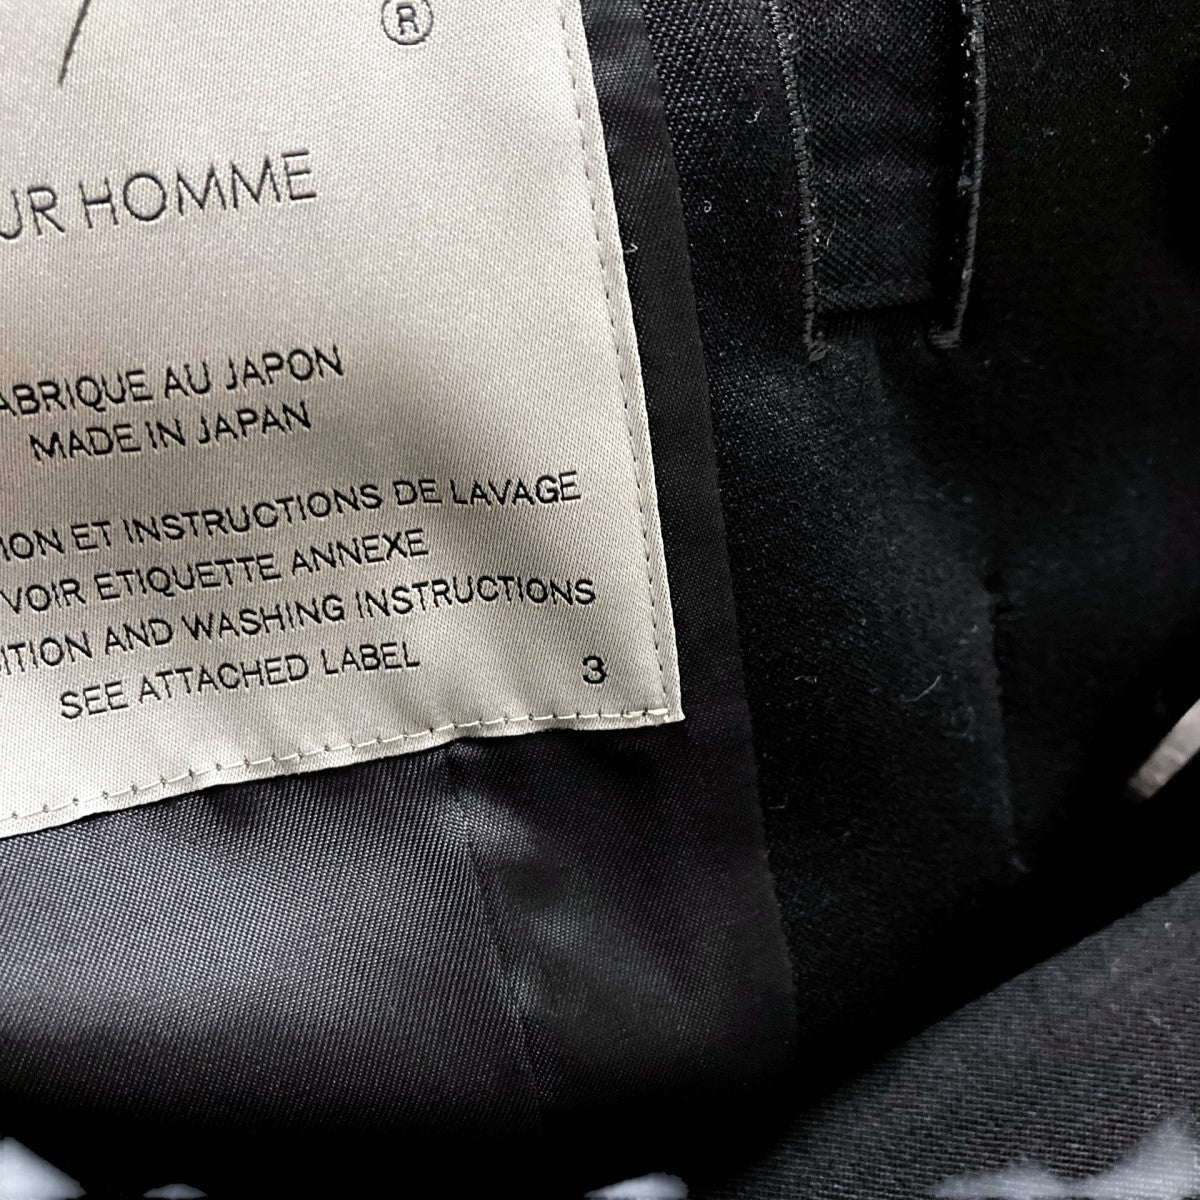 ®
UR HOMME
ABRIQUE AU JAPON
MADE IN JAPAN
ION ET INSTRUCTIONS DE LAVAGE
VOIR ETIQUETTE ANNEXE
ITION AND WASHING INSTRUCTIONS
SEE ATTACHED LABEL
3